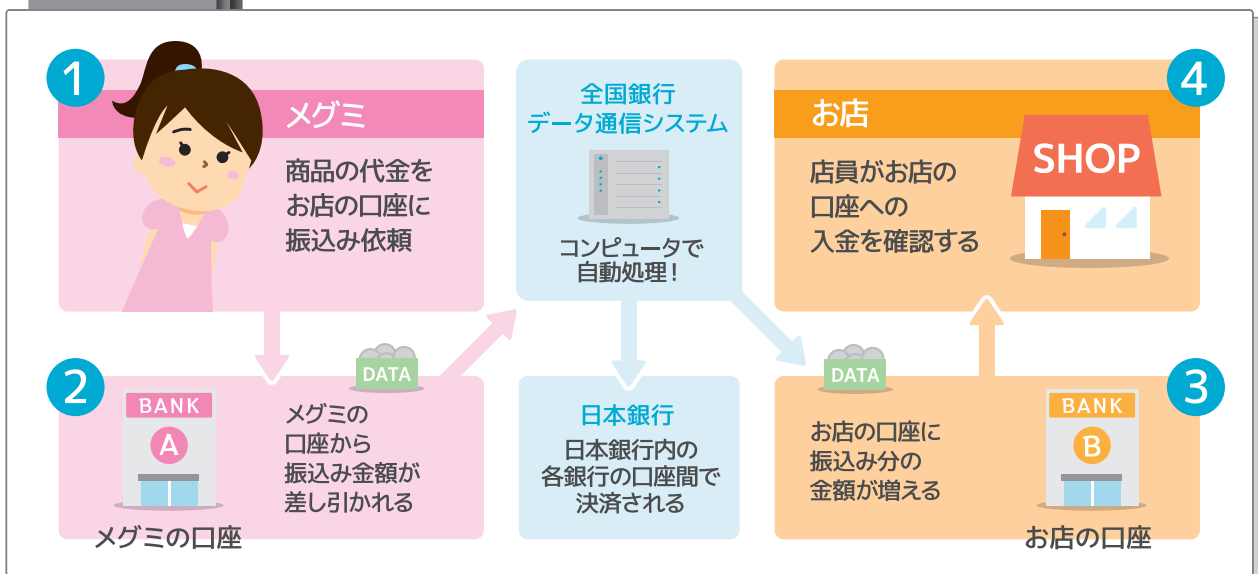 1
メグミ
商品の代金を
お店の口座に
振込み依頼
2
BANK
A
メグミの口座
メグミの
口座から
振込み金額が
差し引かれる
DATA
全国銀行
データ通信システム
コンピュータで
自動処理!
日本銀行
日本銀行内の
各銀行の口座間で
決済される
DATA
3
お店の口座に
振込み分の
金額が増える
BANK
B
お店の口座
4
お店
店員がお店の
口座への
入金を確認する
SHOP